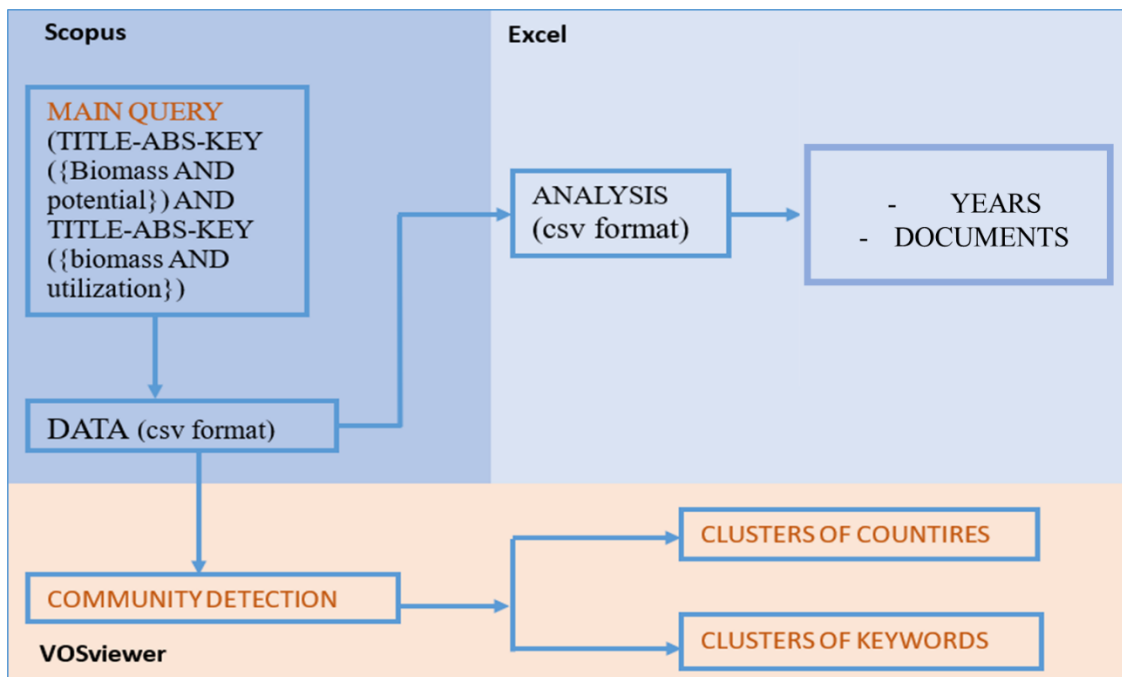 Scopus
MAIN QUERY
(TITLE-ABS-KEY
({Biomass AND
potential}) AND
TITLE-ABS-KEY
({biomass AND
utilization})
DATA (csv format)
Excel
ANALYSIS
(csv format)
- YEARS
- DOCUMENTS
COMMUNITY DETECTION
VOSviewer
CLUSTERS OF COUNTIRES
CLUSTERS OF KEYWORDS